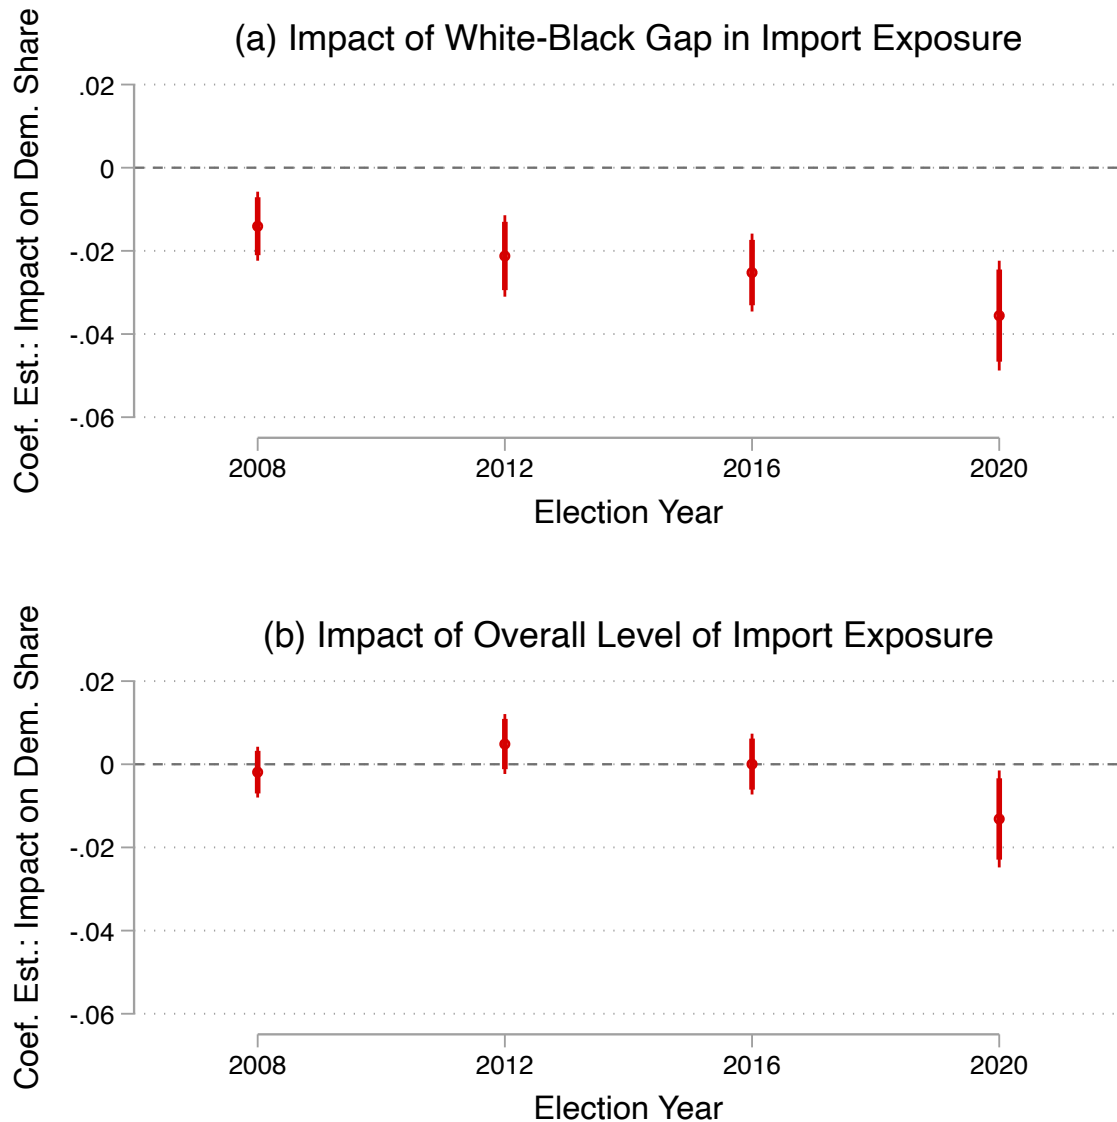 (a) Impact of White-Black Gap in Import Exposure
Coef. Est.: Impact on Dem. Share
.02
0
-.02
-.04
-.06
2008 2012 2016 2020
Election Year
(b) Impact of Overall Level of Import Exposure
Coef. Est.: Impact on Dem. Share
.02
0
-.02
-.04
-.06
2008 2012 2016 2020
Election Year